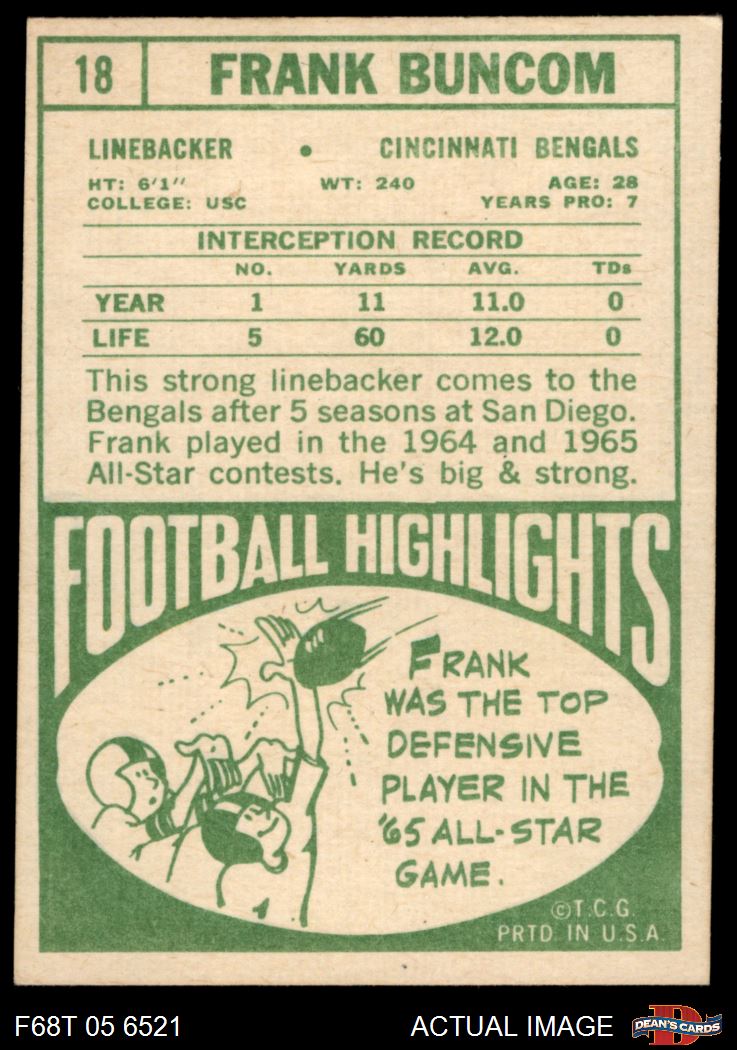 18 FRANK BUNCOM
LINEBACKER • CINCINNATI BENGALS
HT: 6'1" WT: 240 AGE: 28
COLLEGE: USC YEARS PRO: 7
INTERCEPTION RECORD
NO. YARDS AVG. TDs
YEAR 1 11 11.0 0
LIFE 5 60 12.0 0
This strong linebacker comes to the
Bengals after 5 seasons at San Diego.
Frank played in the 1964 and 1965
All-Star contests. He's big & strong.
FOOTBALL HIGHLIGHTS
FRANK
WAS THE TOP
DEFENSIVE
PLAYER IN THE
'65 ALL-STAR
GAME.
©T.C.G.
PRTD. IN U.S.A.
F68T 05 6521 ACTUAL IMAGE D DEAN'S CARDS